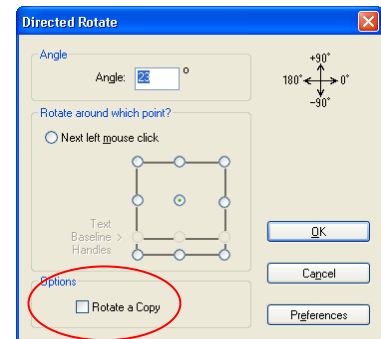 Directed Rotate
Angle
Angle: 23 °
+90°
180° 0°
-90°
Rotate around which point?
Next left mouse click
Text
Baseline >
Handles
OK
Cancel
Options
Rotate a Copy
Preferences